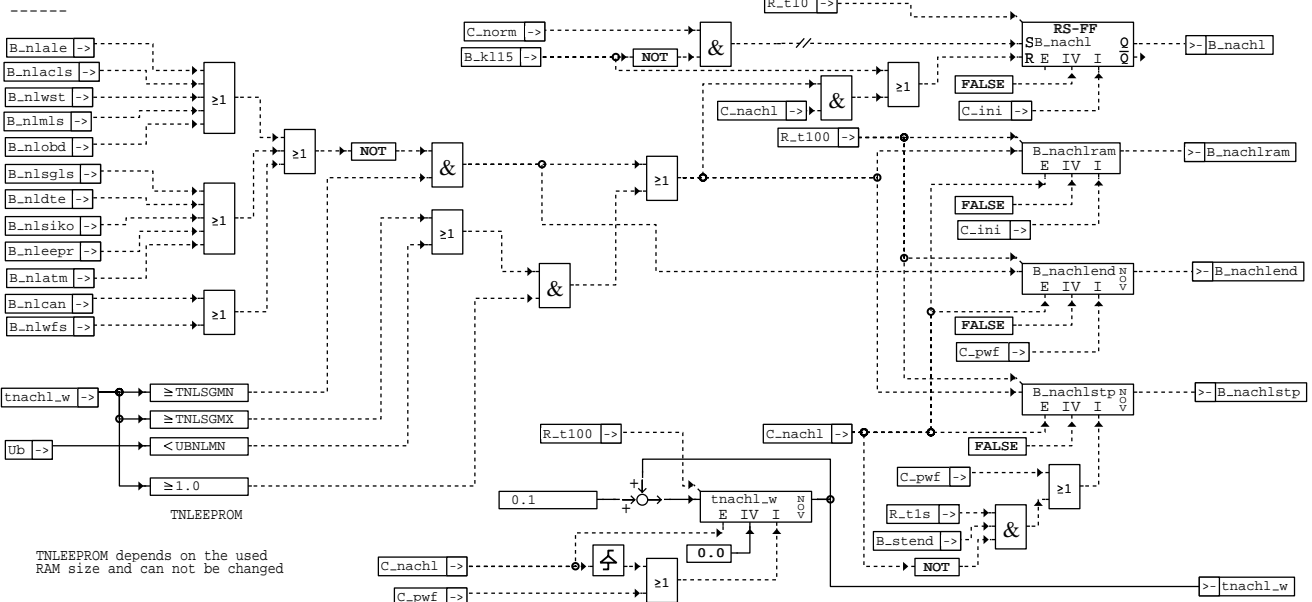 ------
R_t10 ->
B_nlale ->
B_nlacls ->
B_nlwst ->
B_nlmls ->
B_nlobd ->
≥1
B_nlsgls ->
B_nldte ->
B_nlsiko ->
B_nleepr ->
B_nlatm ->
≥1
B_nlcan ->
B_nlwfs ->
≥1
≥1
NOT
&
≥1
&
≥1
C_norm ->
B_kl15 ->
NOT
&
//
C_nachl ->
&
≥1
RS-FF
S B_nachl Q
R E IV I Q
>- B_nachl
FALSE
C_ini ->
R_t100 ->
B_nachlram
E IV I
>- B_nachlram
FALSE
C_ini ->
B_nachlend
E IV I
NOV
>- B_nachlend
FALSE
C_pwf ->
B_nachlstp
E IV I
NOV
>- B_nachlstp
C_nachl ->
FALSE
C_pwf ->
≥1
R_t1s ->
B_stend ->
&
NOT
tnachl_w ->
≥TNLSGMN
≥TNLSGMX
Ub ->
<UBNLMN
≥1.0
TNLEEPROM
R_t100 ->
0.1
+
+
tnachl_w
E IV I
NOV
0.0
C_nachl ->
C_pwf ->
≥1
>- tnachl_w
TNLEEPROM depends on the used
RAM size and can not be changed